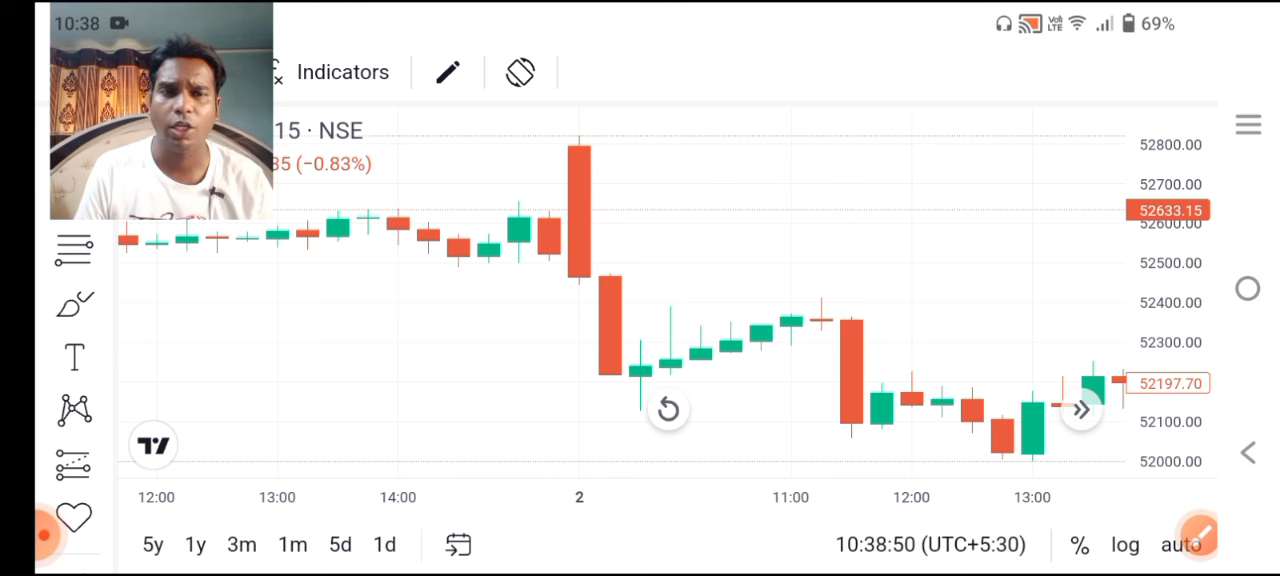 10:38
Vo)) LTE
69%
Indicators
15 · NSE
35 (−0.83%)
52800.00
52700.00
52633.15
52600.00
52500.00
52400.00
52300.00
52197.70
52100.00
52000.00
12:00 13:00 14:00 2 11:00 12:00 13:00
5y 1y 3m 1m 5d 1d 10:38:50 (UTC+5:30) % log auto